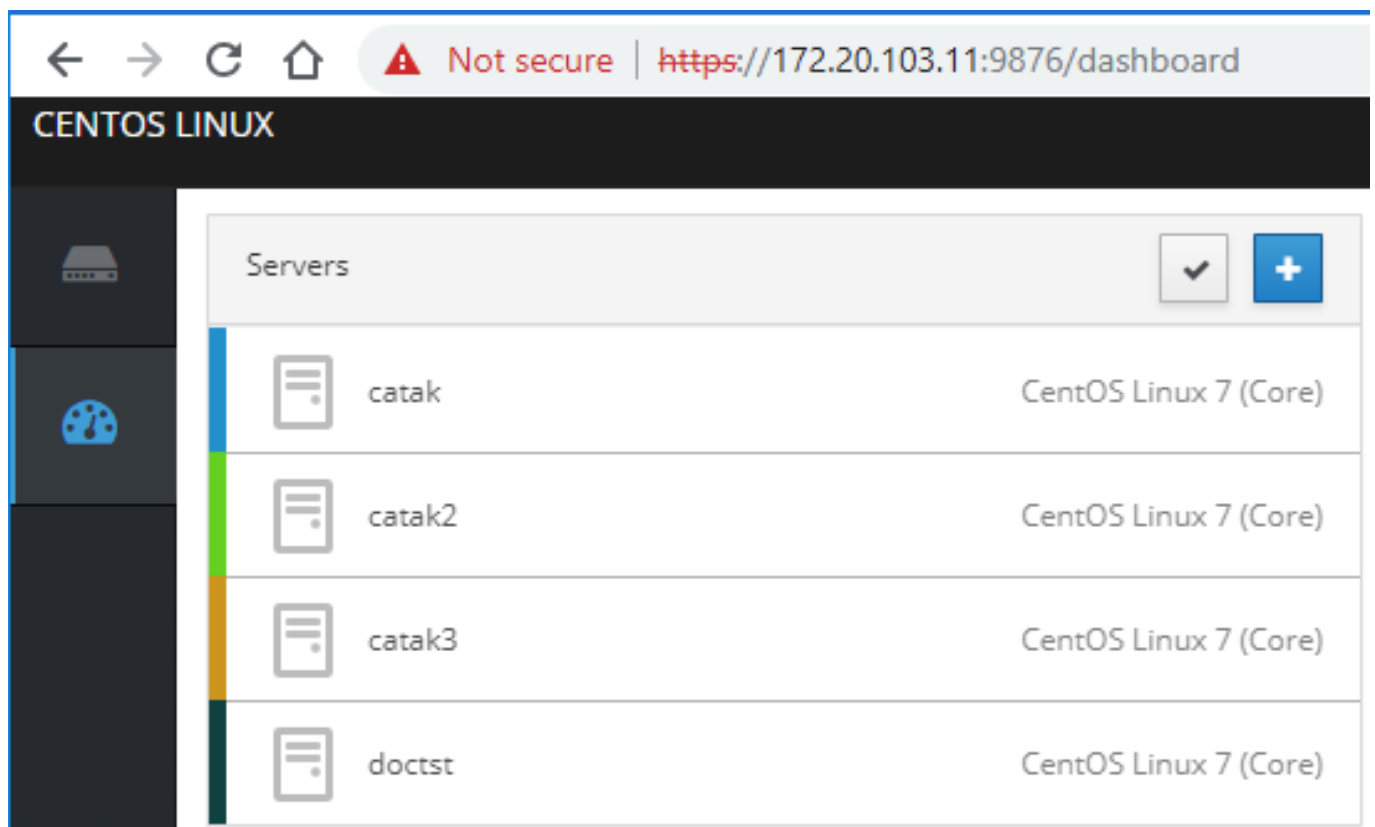 Not secure | https://172.20.103.11:9876/dashboard
CENTOS LINUX
Servers
catak CentOS Linux 7 (Core)
catak2 CentOS Linux 7 (Core)
catak3 CentOS Linux 7 (Core)
doctst CentOS Linux 7 (Core)